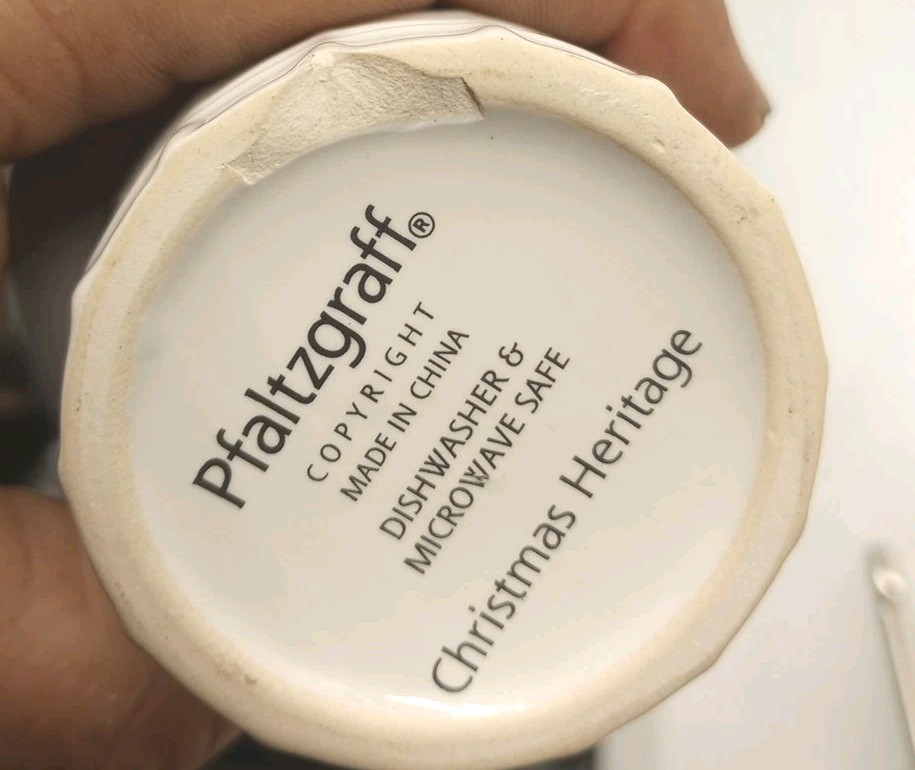 Pfaltzgraff®
COPYRIGHT
MADE IN CHINA
DISHWASHER &
MICROWAVE SAFE
Christmas Heritage